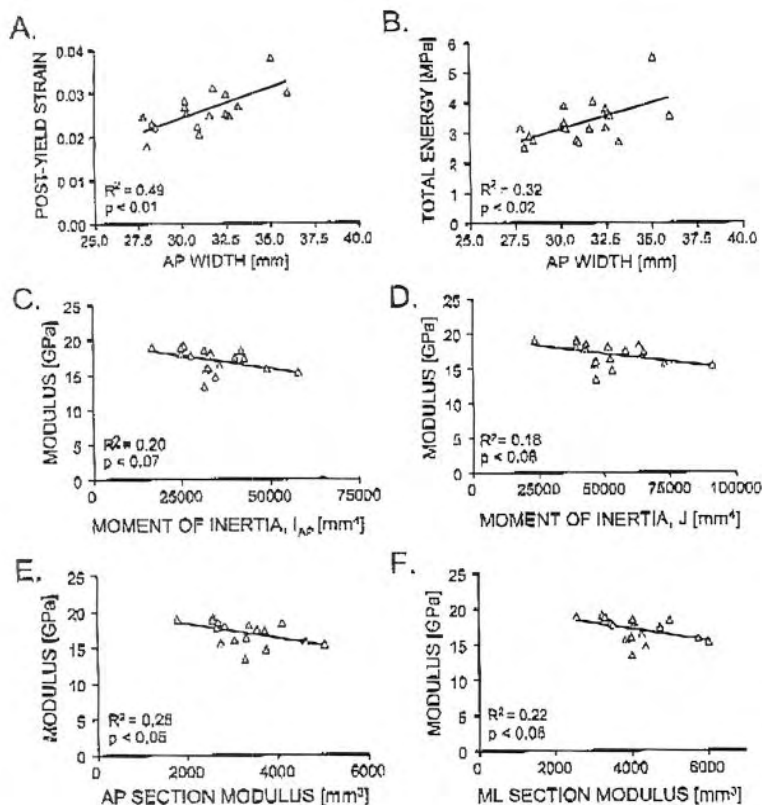 A.
POST-YIELD STRAIN
0.04
0.03
0.02
0.01
0.00
R² = 0.49
p < 0.01
25.0 27.5 30.0 32.5 35.0 37.5 40.0
AP WIDTH [mm]
B.
TOTAL ENERGY [MPa]
6
5
4
3
2
1
0
R² = 0.32
p < 0.02
25.0 27.5 30.0 32.5 35.0 37.5 40.0
AP WIDTH [mm]
C.
MODULUS [GPa]
25
20
15
10
5
0
R² = 0.20
p < 0.07
0 25000 50000 75000
MOMENT OF INERTIA, I_AP [mm⁴]
D.
MODULUS [GPa]
25
20
15
10
5
0
R² = 0.18
p <
0 25000 50000 75000 100000
MOMENT OF INERTIA, J [mm⁴]
E.
MODULUS [GPa]
25
20
15
10
5
0
R² = 0.26
p < 0.05
0 2000 4000 6000
AP SECTION MODULUS [mm³]
F.
MODULUS [GPa]
25
20
15
10
5
0
R² = 0.22
p < 0.06
0 2000 4000 6000
ML SECTION MODULUS [mm³]